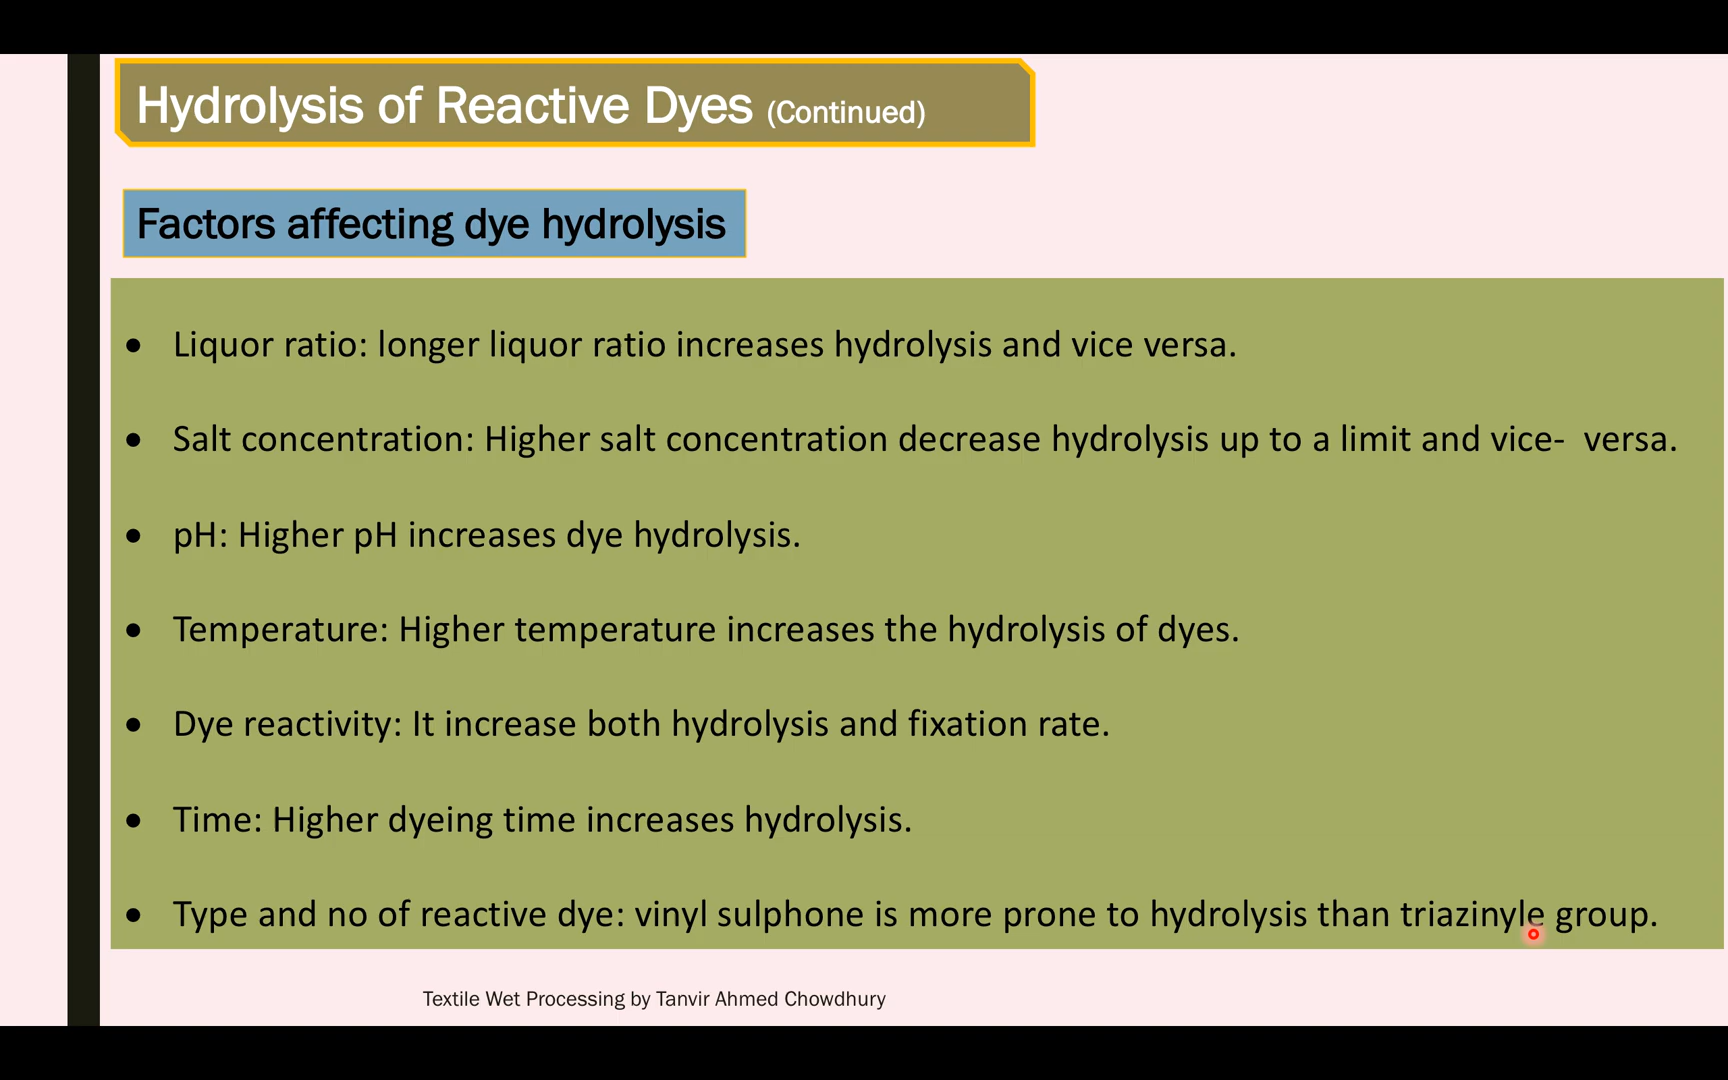 Hydrolysis of Reactive Dyes (Continued)
Factors affecting dye hydrolysis
• Liquor ratio: longer liquor ratio increases hydrolysis and vice versa.
• Salt concentration: Higher salt concentration decrease hydrolysis up to a limit and vice-  versa.
• pH: Higher pH increases dye hydrolysis.
• Temperature: Higher temperature increases the hydrolysis of dyes.
• Dye reactivity: It increase both hydrolysis and fixation rate.
• Time: Higher dyeing time increases hydrolysis.
• Type and no of reactive dye: vinyl sulphone is more prone to hydrolysis than triazinyle group.
Textile Wet Processing by Tanvir Ahmed Chowdhury